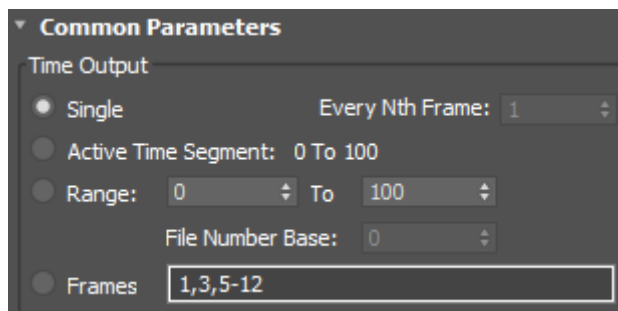 Common Parameters
Time Output
Single Every Nth Frame: 1
Active Time Segment: 0 To 100
Range: 0 To 100
File Number Base: 0
Frames 1,3,5-12